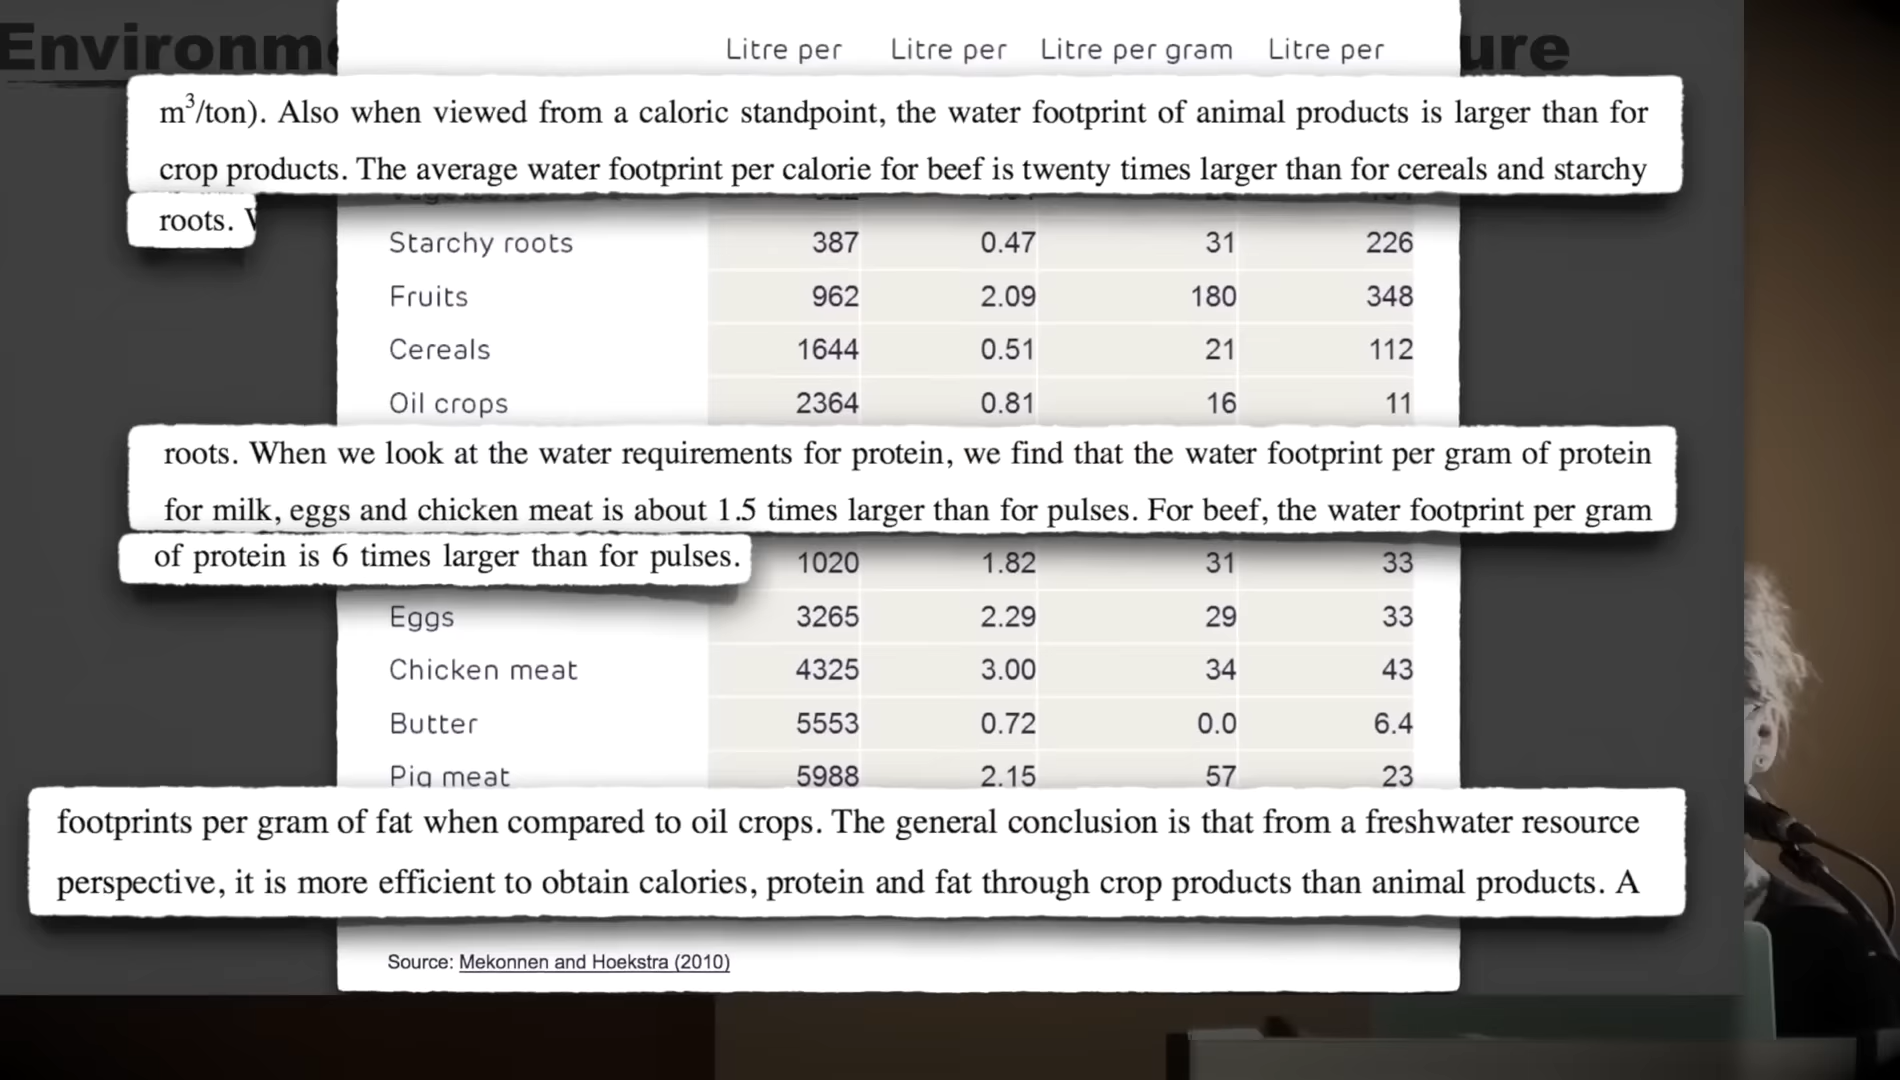 Environm ure
Litre per Litre per Litre per gram Litre per
m³/ton). Also when viewed from a caloric standpoint, the water footprint of animal products is larger than for
crop products. The average water footprint per calorie for beef is twenty times larger than for cereals and starchy
roots.
Starchy roots 387 0.47 31 226
Fruits 962 2.09 180 348
Cereals 1644 0.51 21 112
Oil crops 2364 0.81 16 11
roots. When we look at the water requirements for protein, we find that the water footprint per gram of protein
for milk, eggs and chicken meat is about 1.5 times larger than for pulses. For beef, the water footprint per gram
of protein is 6 times larger than for pulses.
1020 1.82 31 33
Eggs 3265 2.29 29 33
Chicken meat 4325 3.00 34 43
Butter 5553 0.72 0.0 6.4
Pig meat 5988 2.15 57 23
footprints per gram of fat when compared to oil crops. The general conclusion is that from a freshwater resource
perspective, it is more efficient to obtain calories, protein and fat through crop products than animal products. A
Source: Mekonnen and Hoekstra (2010)